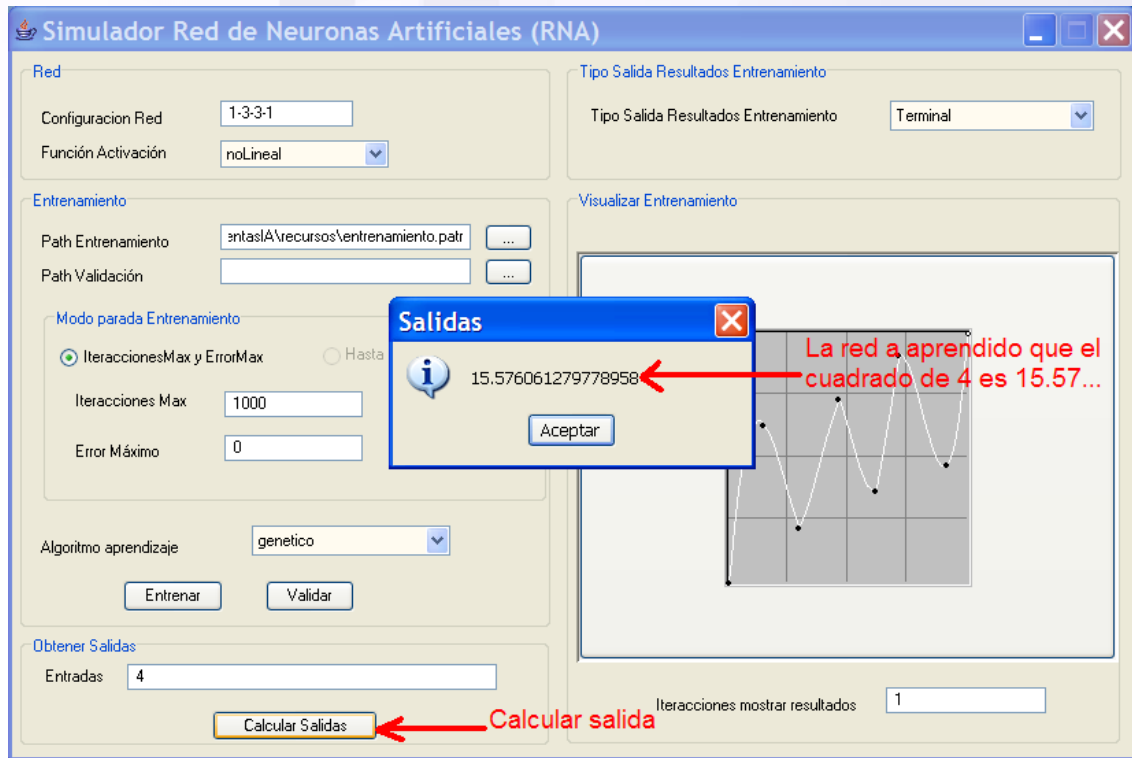 Simulador Red de Neuronas Artificiales (RNA)
Red
Configuracion Red
1-3-3-1
Función Activación
noLineal
Tipo Salida Resultados Entrenamiento
Tipo Salida Resultados Entrenamiento
Terminal
Entrenamiento
Path Entrenamiento
entasIA\recursos\entrenamiento.patr
...
Path Validación
...
Modo parada Entrenamiento
IteraccionesMax y ErrorMax
Hasta
Iteracciones Max
1000
Error Máximo
0
Algoritmo aprendizaje
genetico
Entrenar
Validar
Visualizar Entrenamiento
Salidas
15.576061279778958
Aceptar
La red a aprendido que el
cuadrado de 4 es 15.57...
Obtener Salidas
Entradas
4
Calcular Salidas
Calcular salida
Iteracciones mostrar resultados
1